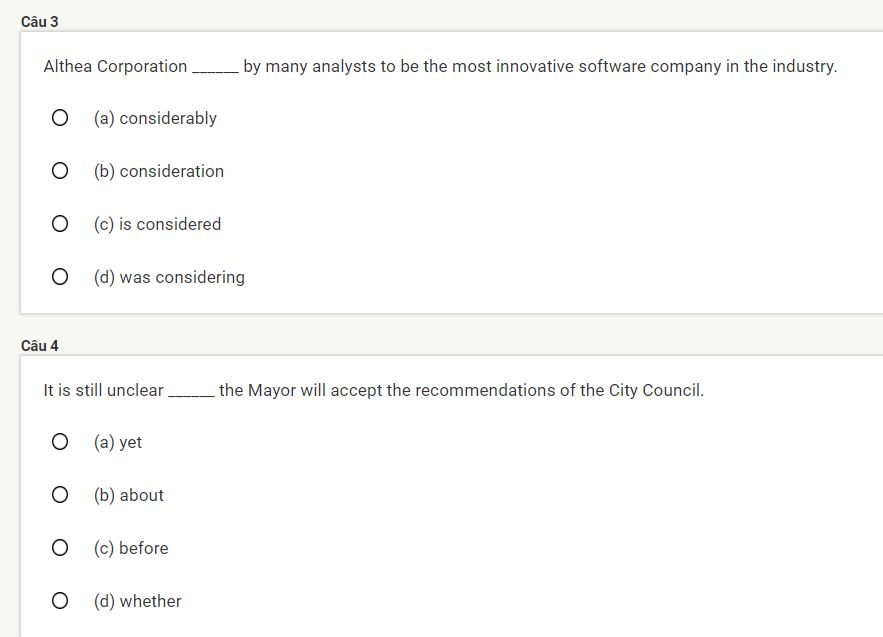 Câu 3
Althea Corporation ______ by many analysts to be the most innovative software company in the industry.
(a) considerably
(b) consideration
(c) is considered
(d) was considering
Câu 4
It is still unclear ______ the Mayor will accept the recommendations of the City Council.
(a) yet
(b) about
(c) before
(d) whether